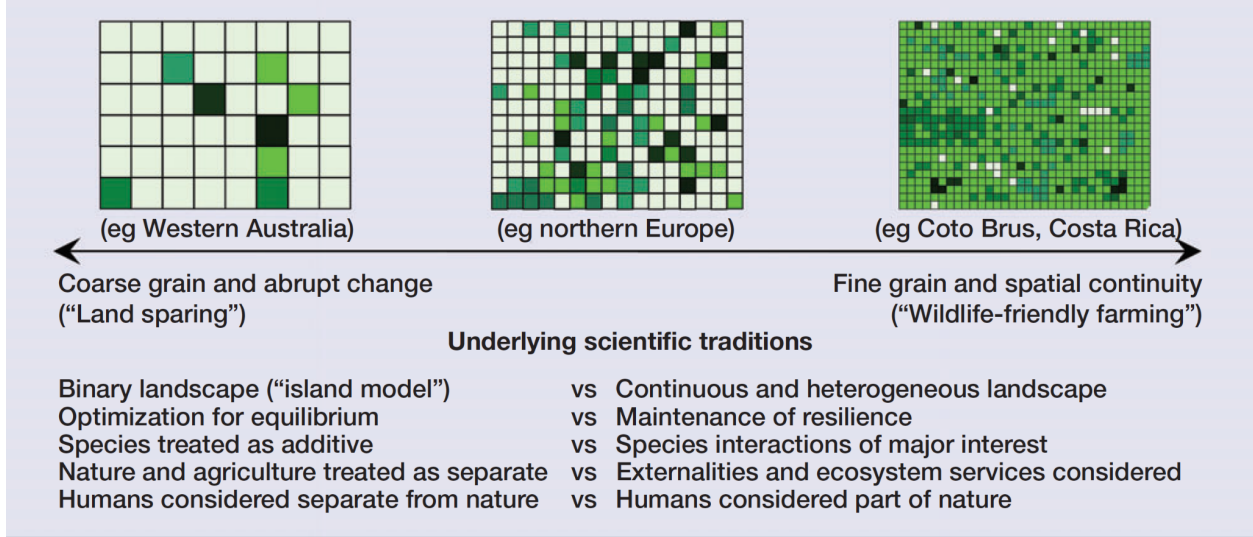 (eg Western Australia)
(eg northern Europe)
(eg Coto Brus, Costa Rica)
Coarse grain and abrupt change
(“Land sparing”)
Fine grain and spatial continuity
(“Wildlife-friendly farming”)
Underlying scientific traditions
Binary landscape (“island model”) vs Continuous and heterogeneous landscape
Optimization for equilibrium vs Maintenance of resilience
Species treated as additive vs Species interactions of major interest
Nature and agriculture treated as separate vs Externalities and ecosystem services considered
Humans considered separate from nature vs Humans considered part of nature